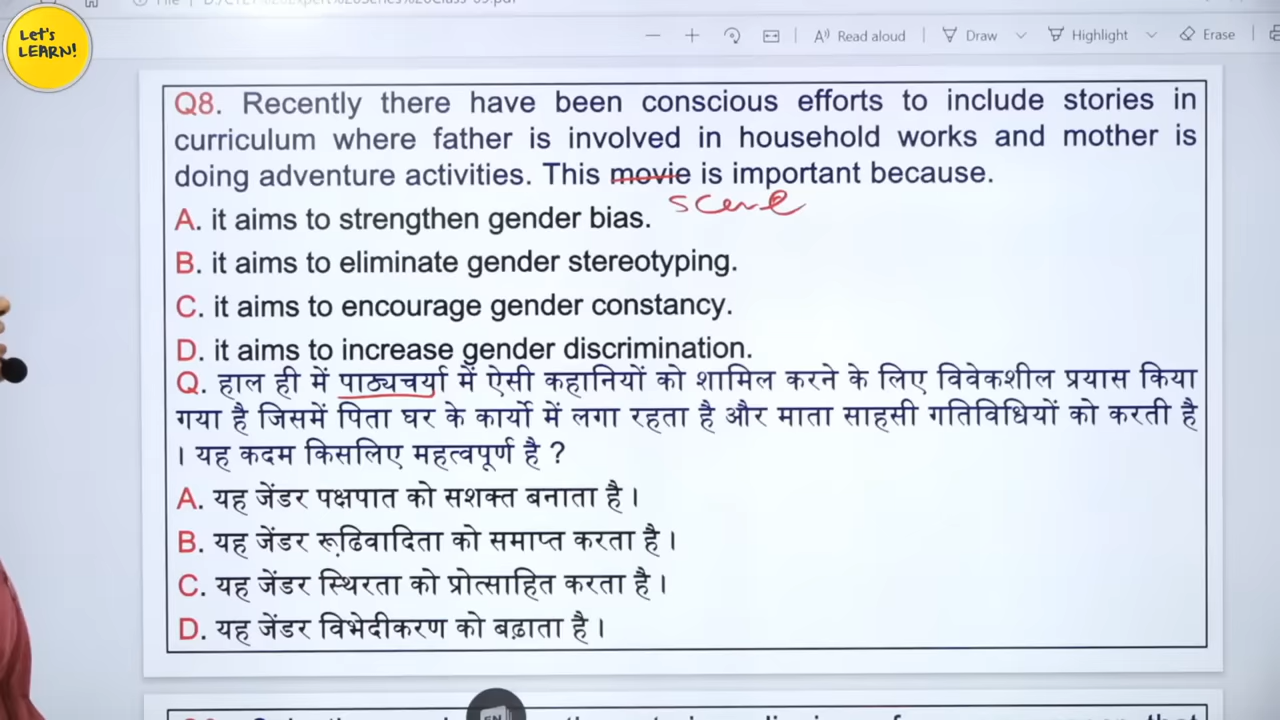 Let's
LEARN!
Read aloud
Draw
Highlight
Erase
Q8. Recently there have been conscious efforts to include stories in
curriculum where father is involved in household works and mother is
doing adventure activities. This movie is important because.
scene
A. it aims to strengthen gender bias.
B. it aims to eliminate gender stereotyping.
C. it aims to encourage gender constancy.
D. it aims to increase gender discrimination.
Q. हाल ही में पाठ्यचर्या में ऐसी कहानियों को शामिल करने के लिए विवेकशील प्रयास किया
गया है जिसमें पिता घर के कार्यो में लगा रहता है और माता साहसी गतिविधियों को करती है
। यह कदम किसलिए महत्वपूर्ण है ?
A. यह जेंडर पक्षपात को सशक्त बनाता है।
B. यह जेंडर रूढि़वादिता को समाप्त करता है।
C. यह जेंडर स्थिरता को प्रोत्साहित करता है।
D. यह जेंडर विभेदीकरण को बढ़ाता है।
EN